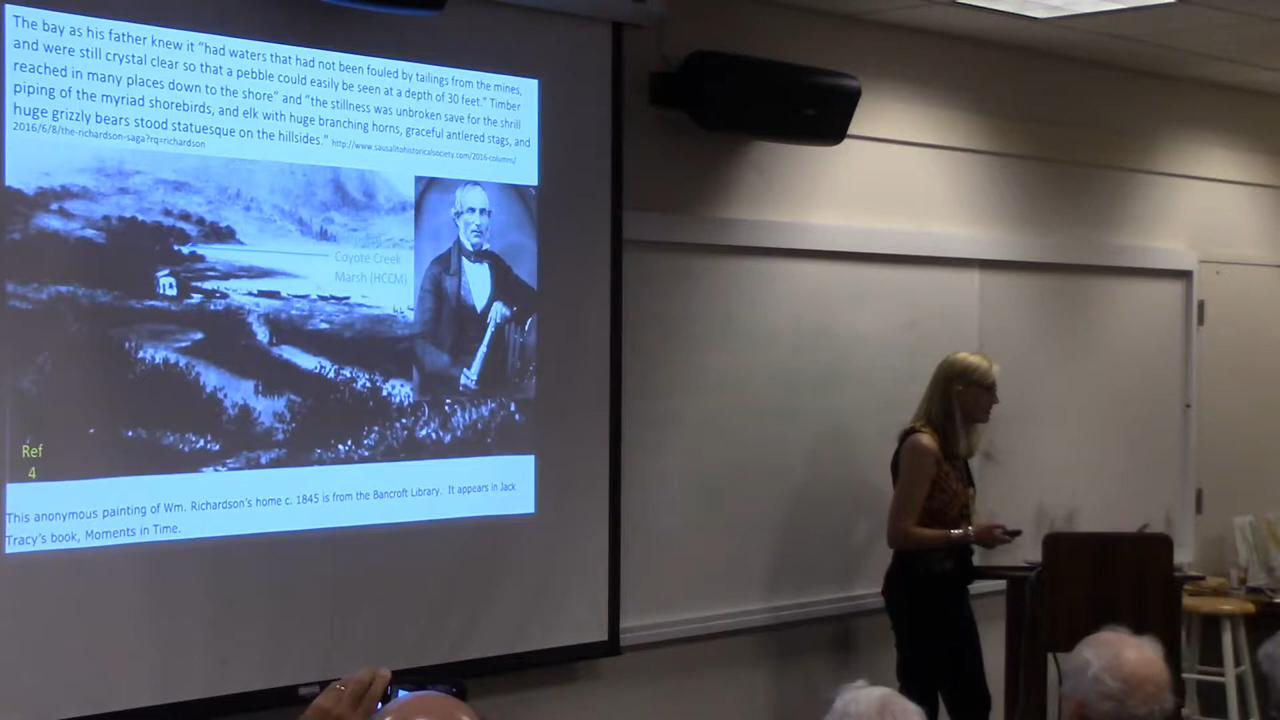 The bay as his father knew it “had waters that had not been fouled by tailings from the mines,
and were still crystal clear so that a pebble could easily be seen at a depth of 30 feet.” Timber
reached in many places down to the shore” and “the stillness was unbroken save for the shrill
piping of the myriad shorebirds, and elk with huge branching horns, graceful antlered stags, and
huge grizzly bears stood statuesque on the hillsides.” http://www.sausalitohistoricalsociety.com/2016-columns/
2016/6/8/the-richardson-saga?rq=richardson
Coyote Creek
Marsh (HCCM)
Ref
4
This anonymous painting of Wm. Richardson's home c. 1845 is from the Bancroft Library. It appears in Jack
Tracy's book, Moments in Time.